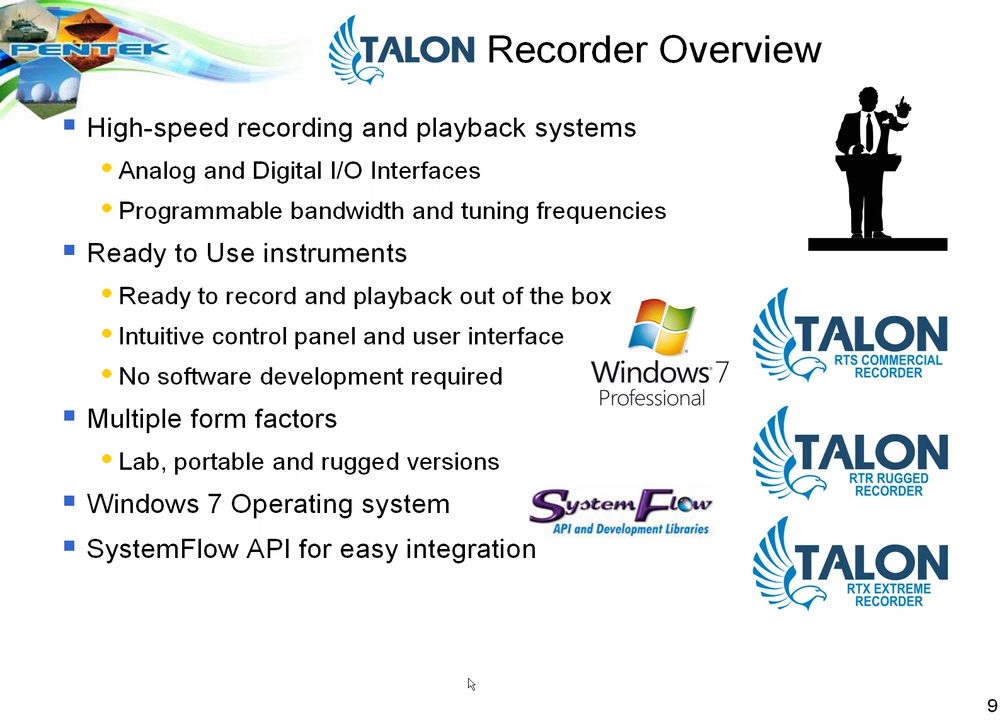 PENTEK
TALON Recorder Overview
High-speed recording and playback systems
Analog and Digital I/O Interfaces
Programmable bandwidth and tuning frequencies
Ready to Use instruments
Ready to record and playback out of the box
Intuitive control panel and user interface
No software development required
Multiple form factors
Lab, portable and rugged versions
Windows 7 Operating system
SystemFlow API for easy integration
Windows 7
Professional
SystemFlow
API and Development Libraries
TALON
RTS COMMERCIAL
RECORDER
TALON
RTR RUGGED
RECORDER
TALON
RTX EXTREME
RECORDER
9